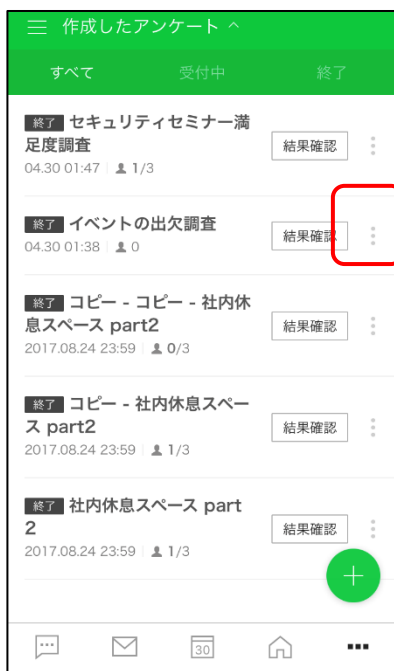 作成したアンケート
すべて 受付中 終了
終了 セキュリティセミナー満
足度調査
結果確認
04.30 01:47 1/3
終了 イベントの出欠調査
結果確認
04.30 01:38 0
終了 コピー - コピー - 社内休
息スペース part2
結果確認
2017.08.24 23:59 0/3
終了 コピー - 社内休息スペー
ス part2
結果確認
2017.08.24 23:59 1/3
終了 社内休息スペース part
2
結果確認
2017.08.24 23:59 1/3
30